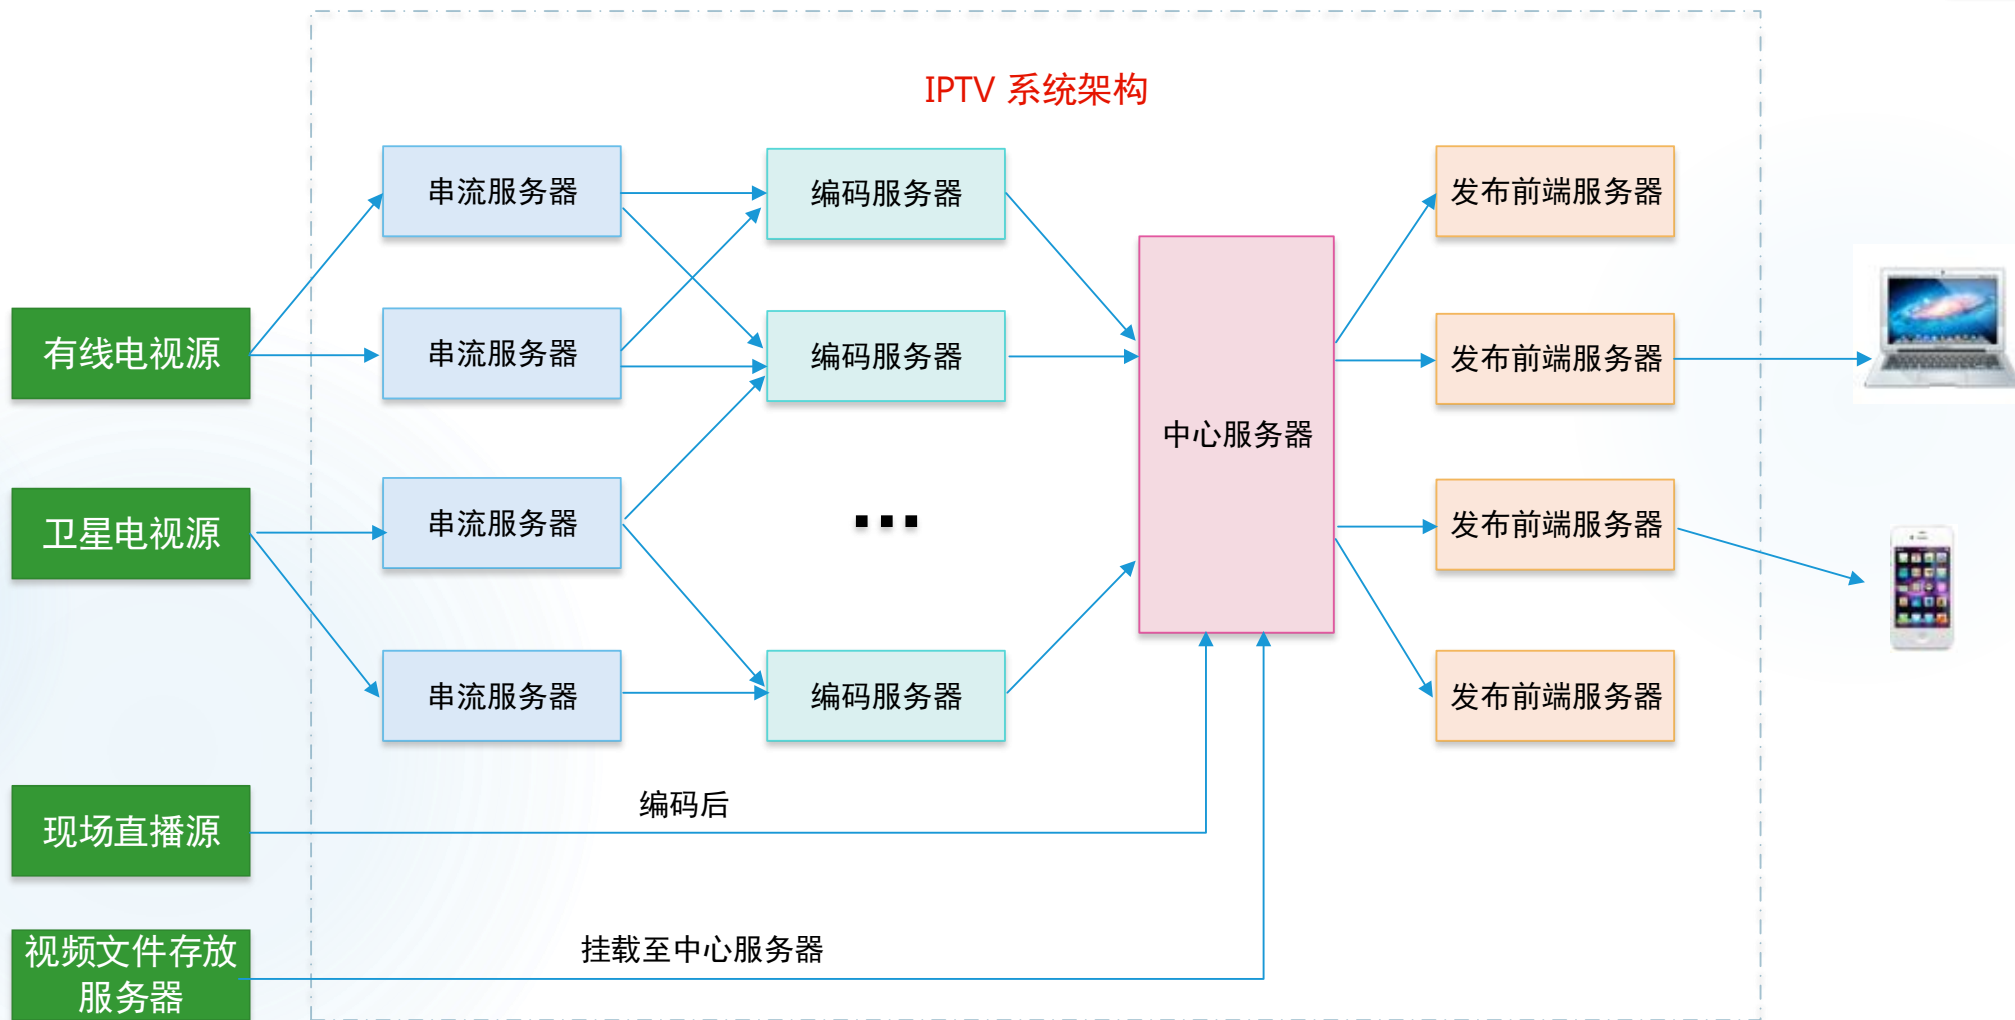 IPTV 系统架构
串流服务器
编码服务器
发布前端服务器
有线电视源
串流服务器
编码服务器
发布前端服务器
中心服务器
卫星电视源
串流服务器
...
发布前端服务器
串流服务器
编码服务器
发布前端服务器
现场直播源
编码后
视频文件存放
服务器
挂载至中心服务器